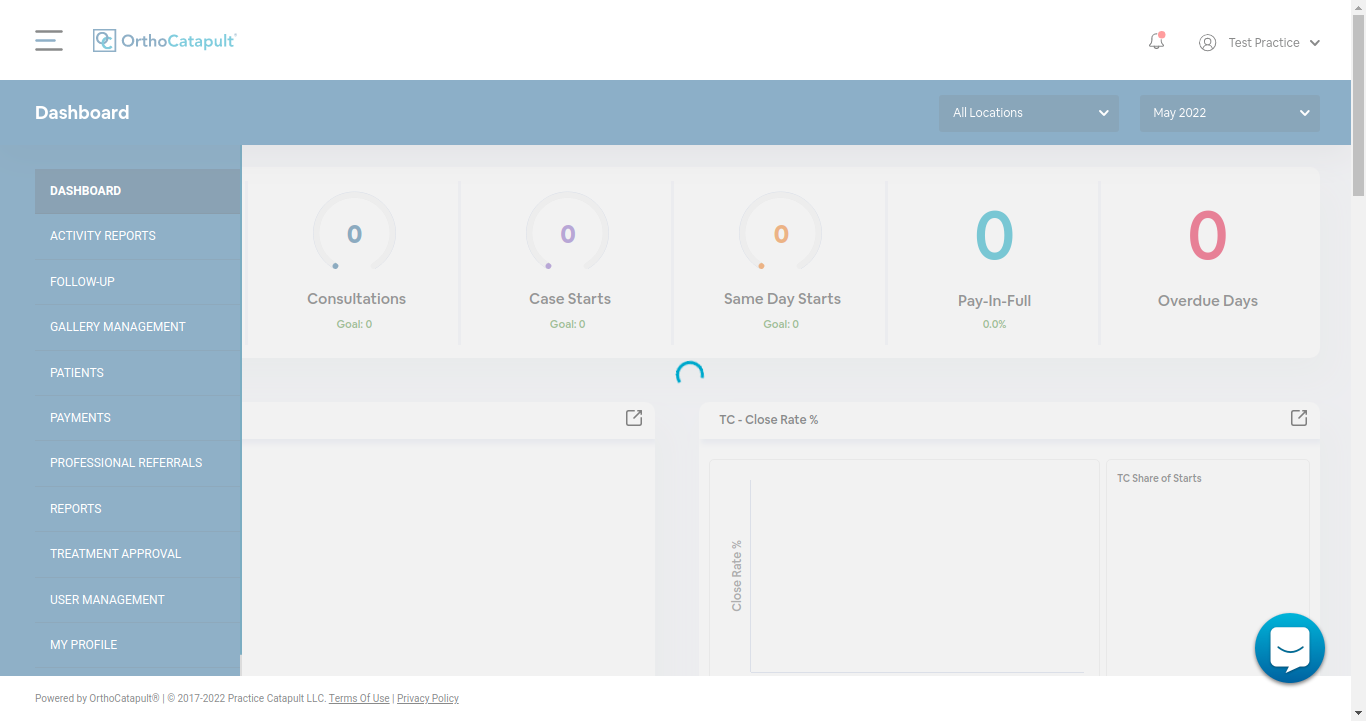 OrthoCatapult
Test Practice
Dashboard
All Locations
May 2022
DASHBOARD
ACTIVITY REPORTS
FOLLOW-UP
GALLERY MANAGEMENT
PATIENTS
PAYMENTS
PROFESSIONAL REFERRALS
REPORTS
TREATMENT APPROVAL
USER MANAGEMENT
MY PROFILE
0
Consultations
Goal: 0
0
Case Starts
Goal: 0
0
Same Day Starts
Goal: 0
0
Pay-In-Full
0.0%
0
Overdue Days
TC - Close Rate %
Close Rate %
TC Share of Starts
Powered by OrthoCatapult® | © 2017-2022 Practice Catapult LLC. Terms Of Use | Privacy Policy